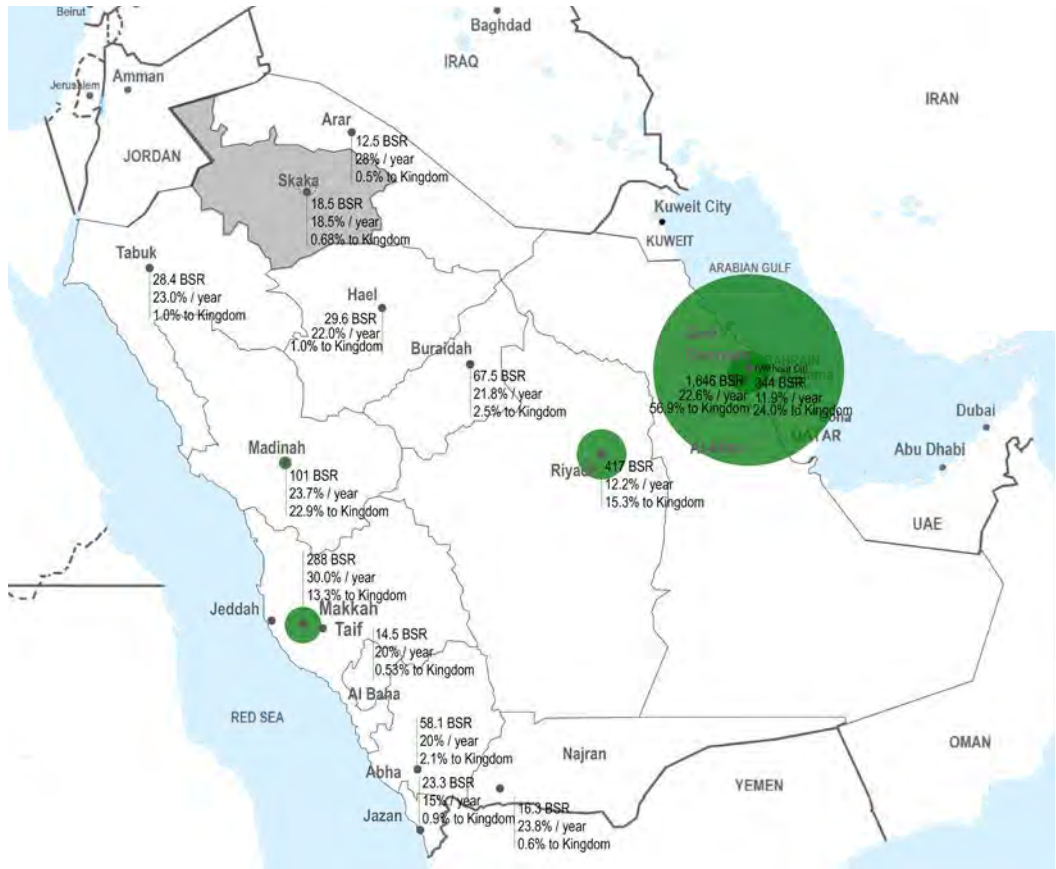 Beirut
Baghdad
IRAQ
Amman
Jerusalem
IRAN
JORDAN
Arar
12.5 BSR
28% / year
0.5% to Kingdom
Skaka
18.5 BSR
18.5% / year
0.68% to Kingdom
Kuweit City
KUWEIT
ARABIAN GULF
Tabuk
28.4 BSR
23.0% / year
1.0% to Kingdom
Hael
29.6 BSR
22.0% / year
1.0% to Kingdom
Buraidah
67.5 BSR
21.8% / year
2.5% to Kingdom
BAHRAIN
1,646 BSR
22.6% / year
56.9% to Kingdom
344 BSR
11.9% / year
24.0% to Kingdom
QATAR
Dubai
Abu Dhabi
UAE
Madinah
101 BSR
23.7% / year
22.9% to Kingdom
Riyadh
417 BSR
12.2% / year
15.3% to Kingdom
288 BSR
30.0% / year
13.3% to Kingdom
Jeddah
Makkah
Taif
14.5 BSR
20% / year
0.53% to Kingdom
Al Baha
RED SEA
58.1 BSR
20% / year
2.1% to Kingdom
Abha
Najran
OMAN
YEMEN
23.3 BSR
15% / year
0.9% to Kingdom
Jazan
16.3 BSR
23.8% / year
0.6% to Kingdom